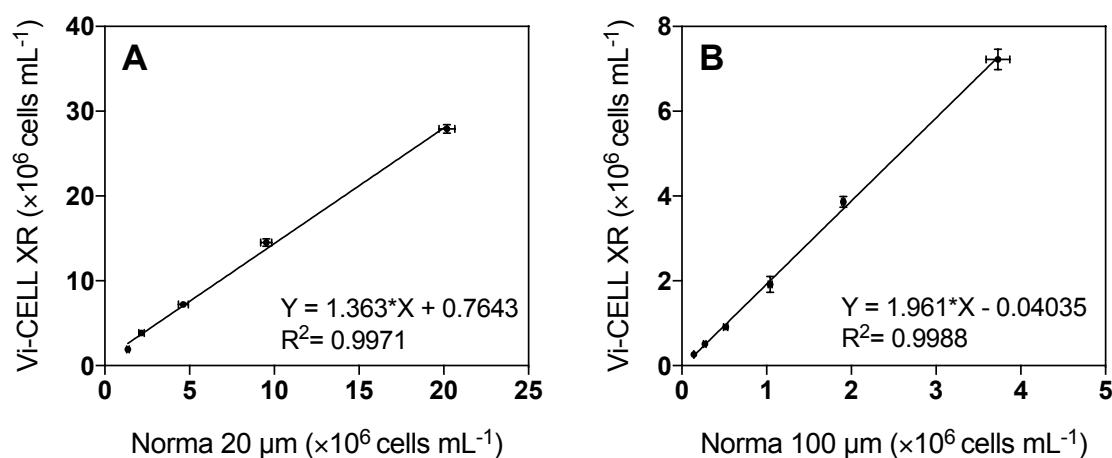 A
Vi-CELL XR (×10⁶ cells mL⁻¹)
40
30
20
10
0
Y = 1.363*X + 0.7643
R²= 0.9971
0 5 10 15 20 25
Norma 20 µm (×10⁶ cells mL⁻¹)
B
Vi-CELL XR (×10⁶ cells mL⁻¹)
8
6
4
2
0
Y = 1.961*X - 0.04035
R²= 0.9988
0 1 2 3 4 5
Norma 100 µm (×10⁶ cells mL⁻¹)